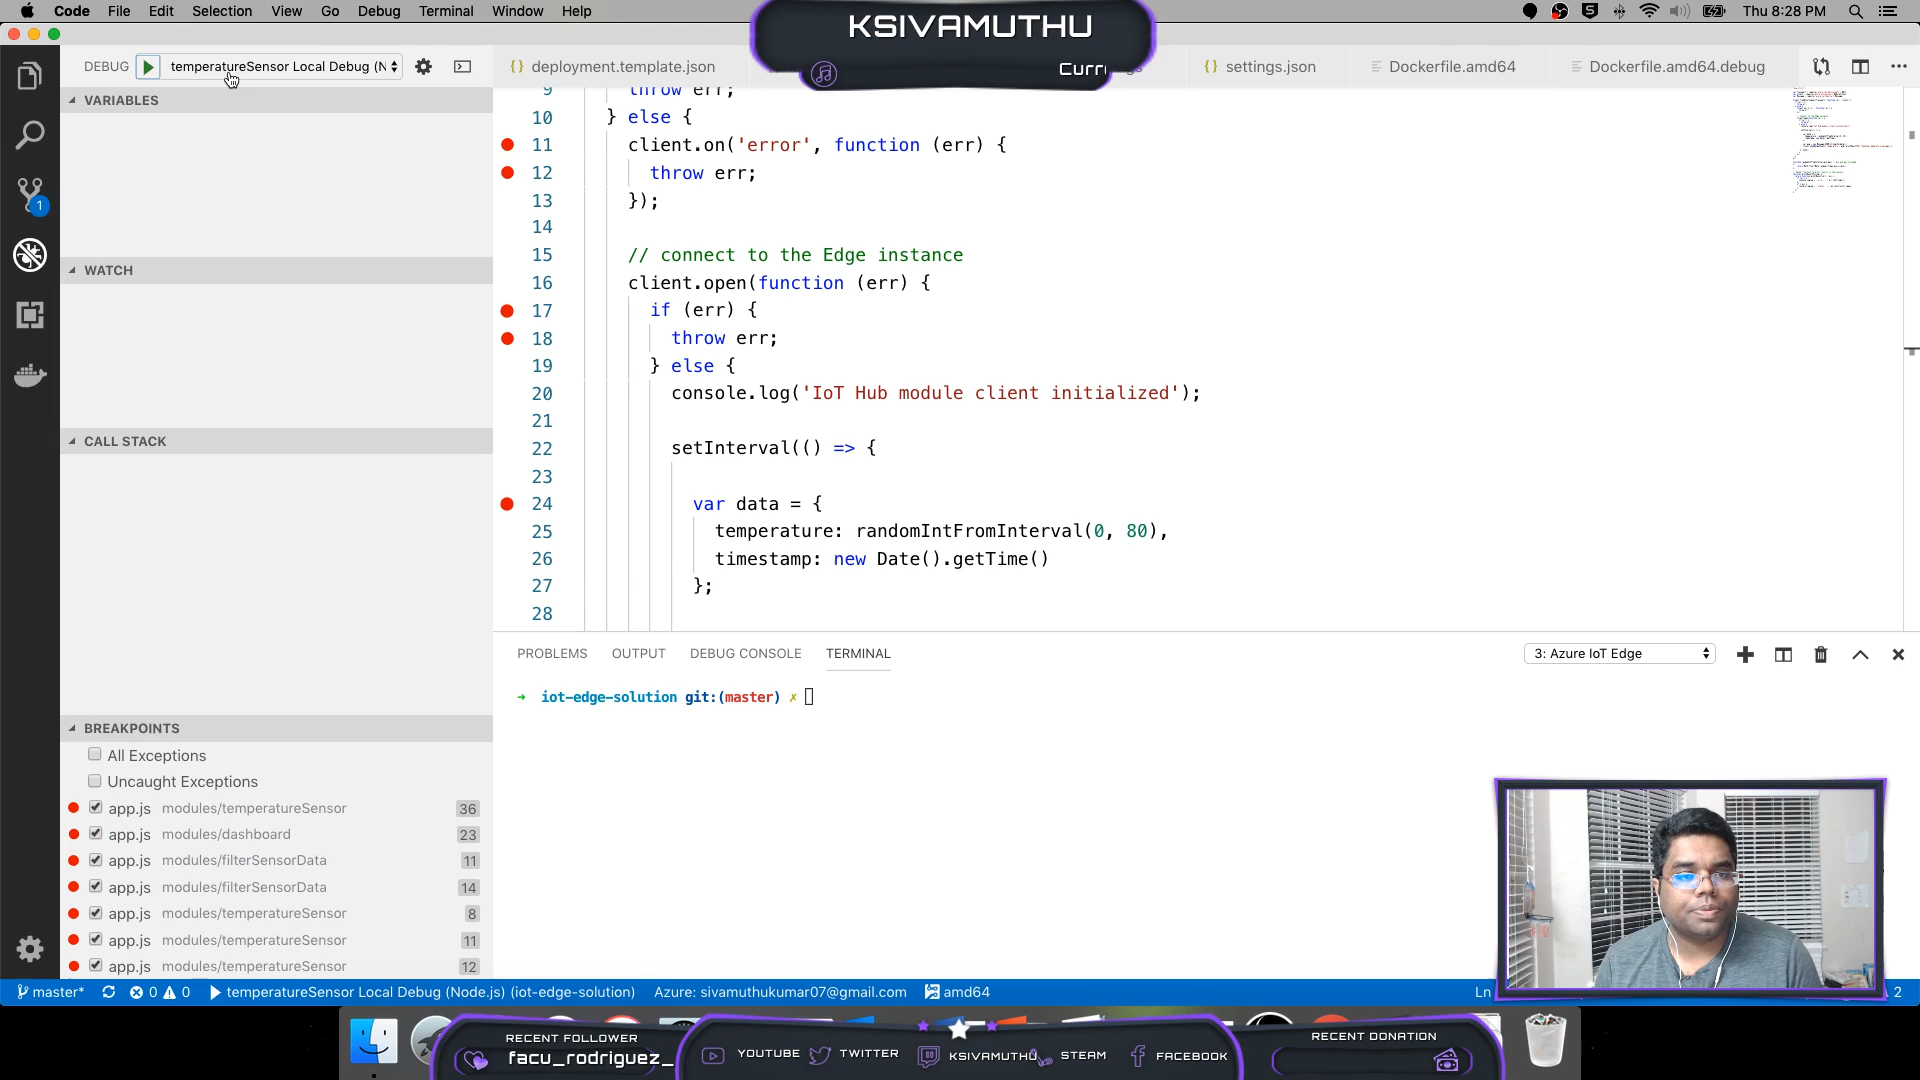 Code File Edit Selection View Go Debug Terminal Window Help
Thu 8:28 PM
KSIVAMUTHU
DEBUG temperatureSensor Local Debug (N
deployment.template.json
settings.json
Dockerfile.amd64
Dockerfile.amd64.debug
VARIABLES
WATCH
CALL STACK
BREAKPOINTS
All Exceptions
Uncaught Exceptions
app.js modules/temperatureSensor 36
app.js modules/dashboard 23
app.js modules/filterSensorData 11
app.js modules/filterSensorData 14
app.js modules/temperatureSensor 8
app.js modules/temperatureSensor 11
app.js modules/temperatureSensor 12
1
9 throw err;
10 } else {
11 client.on('error', function (err) {
12 throw err;
13 });
14
15 // connect to the Edge instance
16 client.open(function (err) {
17 if (err) {
18 throw err;
19 } else {
20 console.log('IoT Hub module client initialized');
21
22 setInterval(() => {
23
24 var data = {
25 temperature: randomIntFromInterval(0, 80),
26 timestamp: new Date().getTime()
27 };
28
PROBLEMS OUTPUT DEBUG CONSOLE TERMINAL
3: Azure IoT Edge
→ iot-edge-solution git:(master) ✗
master* 0 0 temperatureSensor Local Debug (Node.js) (iot-edge-solution) Azure: sivamuthukumar07@gmail.com amd64
Ln
2
RECENT FOLLOWER
facu_rodriguez_
YOUTUBE TWITTER KSIVAMUTHU STEAM FACEBOOK
RECENT DONATION